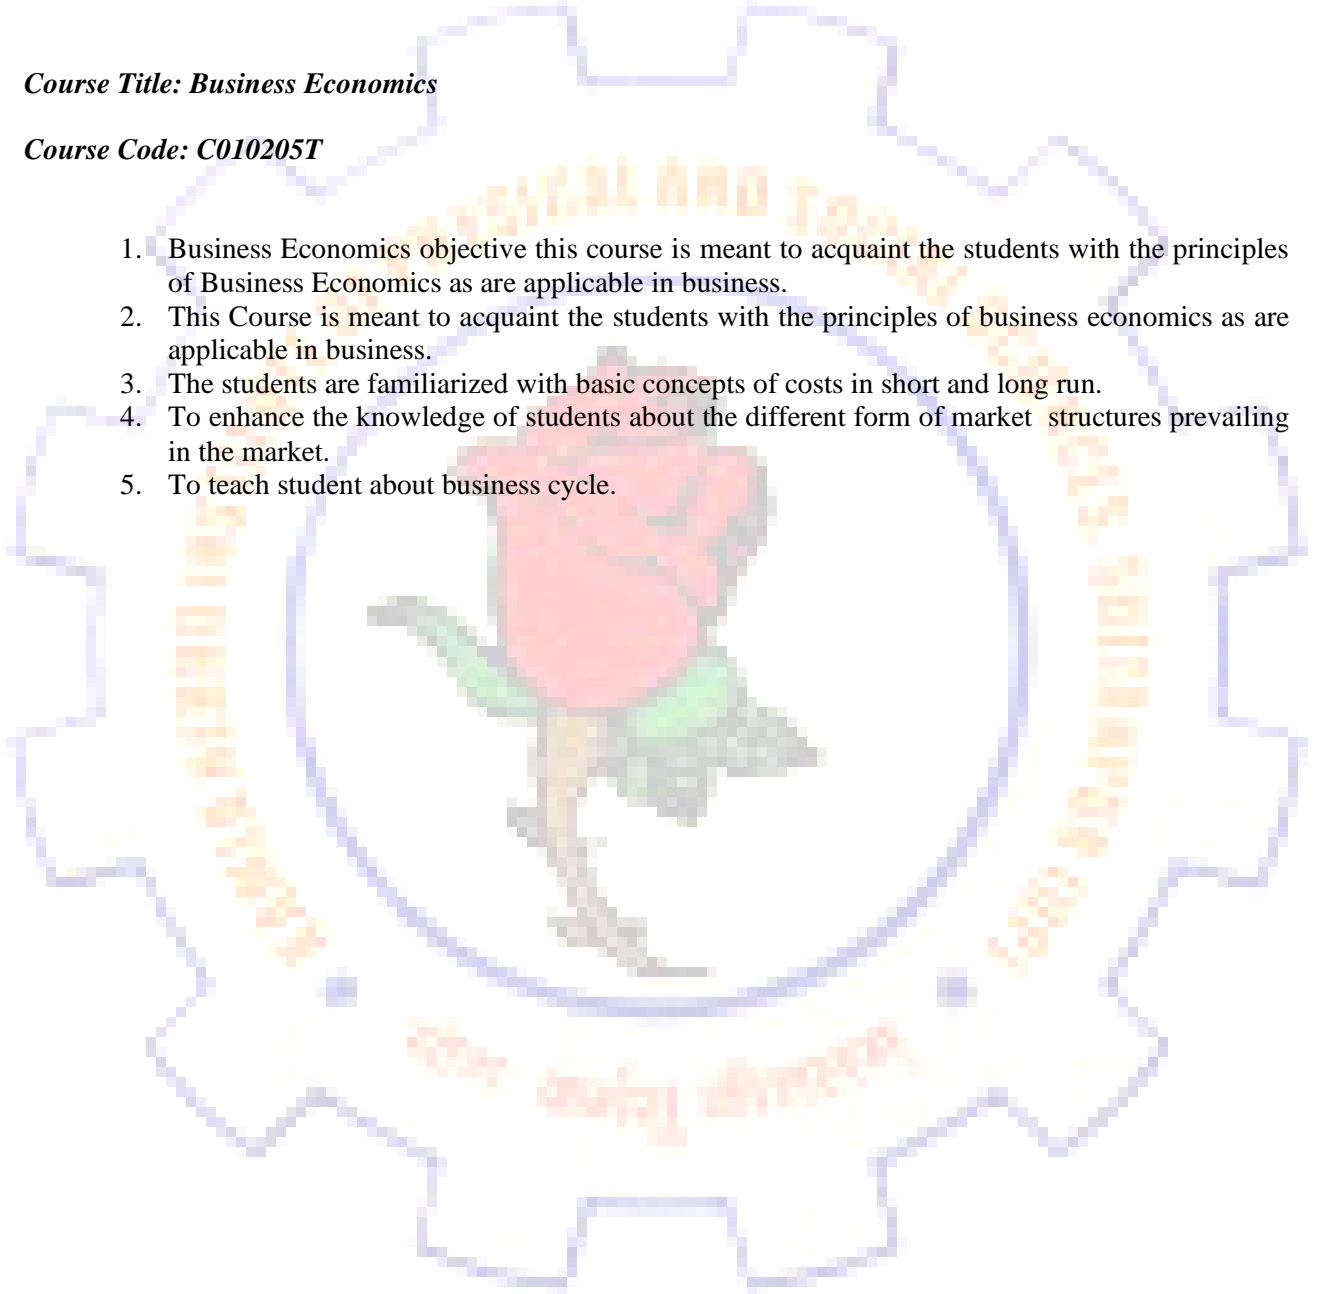 Course Title: Business Economics
Course Code: C010205T
1. Business Economics objective this course is meant to acquaint the students with the principles
of Business Economics as are applicable in business.
2. This Course is meant to acquaint the students with the principles of business economics as are
applicable in business.
3. The students are familiarized with basic concepts of costs in short and long run.
4. To enhance the knowledge of students about the different form of market structures prevailing
in the market.
5. To teach student about business cycle.